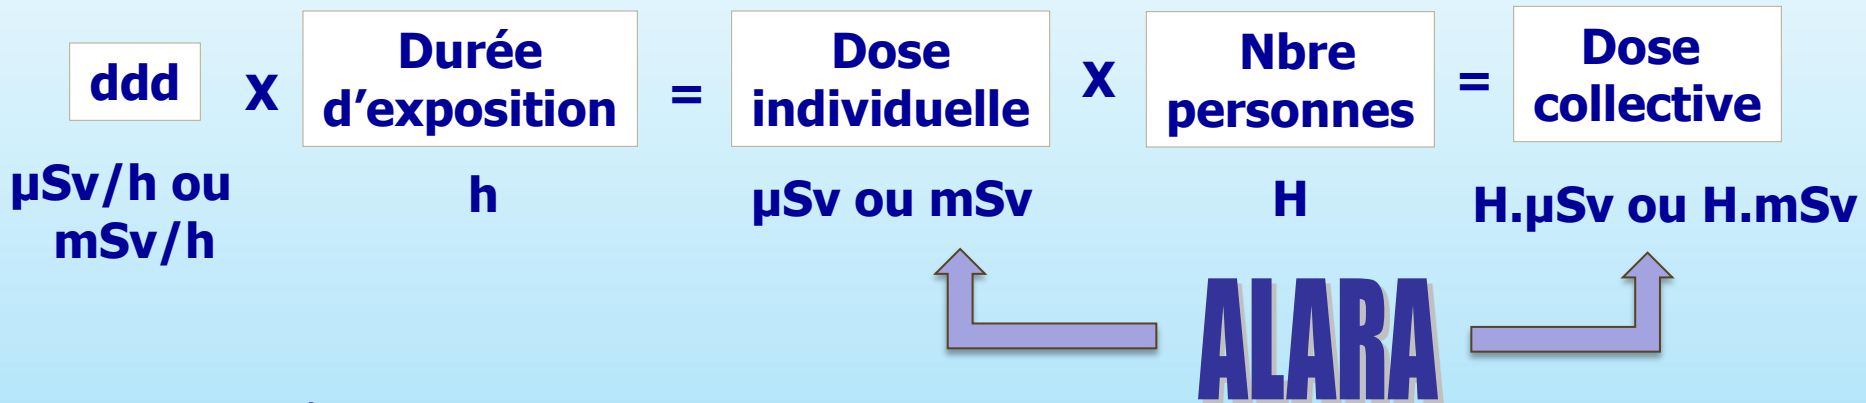 ddd
X
Durée
d’exposition
=
Dose
individuelle
X
Nbre
personnes
=
Dose
collective
µSv/h ou
mSv/h
h
µSv ou mSv
H
H.µSv ou H.mSv
ALARA